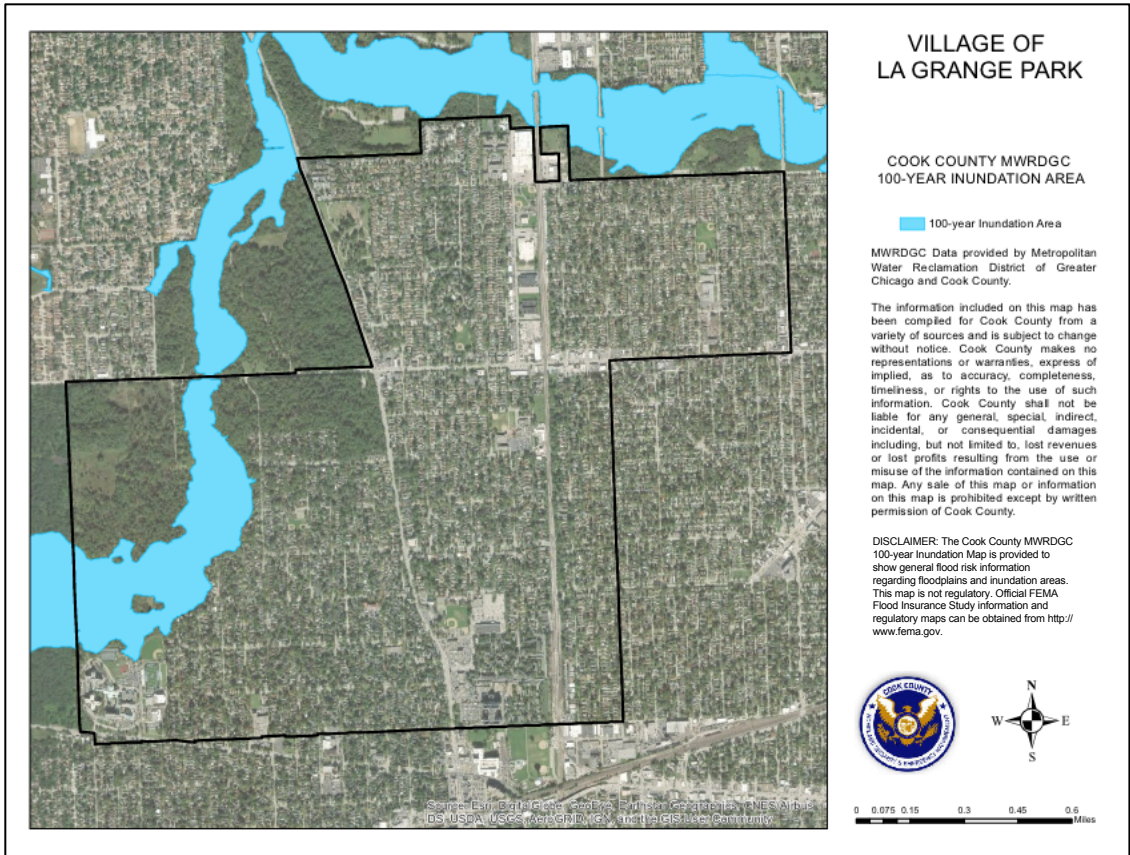 VILLAGE OF
LA GRANGE PARK
COOK COUNTY MWRDGC
100-YEAR INUNDATION AREA
100-year Inundation Area
MWRDGC Data provided by Metropolitan
Water Reclamation District of Greater
Chicago and Cook County.
The information included on this map has
been compiled for Cook County from a
variety of sources and is subject to change
without notice. Cook County makes no
representations or warranties, express of
implied, as to accuracy, completeness,
timeliness, or rights to the use of such
information. Cook County shall not be
liable for any general, special, indirect,
incidental, or consequential damages
including, but not limited to, lost revenues
or lost profits resulting from the use or
misuse of the information contained on this
map. Any sale of this map or information
on this map is prohibited except by written
permission of Cook County.
DISCLAIMER: The Cook County MWRDGC
100-year Inundation Map is provided to
show general flood risk information
regarding floodplains and inundation areas.
This map is not regulatory. Official FEMA
Flood Insurance Study information and
regulatory maps can be obtained from http://
www.fema.gov.
COOK COUNTY
HOMELAND SECURITY & EMERGENCY MANAGEMENT
N
W E
S
0 0.075 0.15 0.3 0.45 0.6
Miles
Source: Esri, DigitalGlobe, GeoEye, Earthstar Geographics, CNES/Airbus
DS, USDA, USGS, AeroGRID, IGN, and the GIS User Community